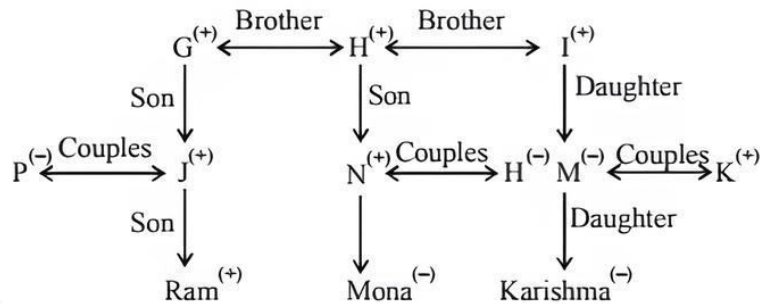 Brother Brother
G(+) H(+) I(+)
Son Son Daughter
P(-) Couples J(+) N(+) Couples H(-) M(-) Couples K(+)
Son Daughter
Ram(+) Mona(-) Karishma(-)